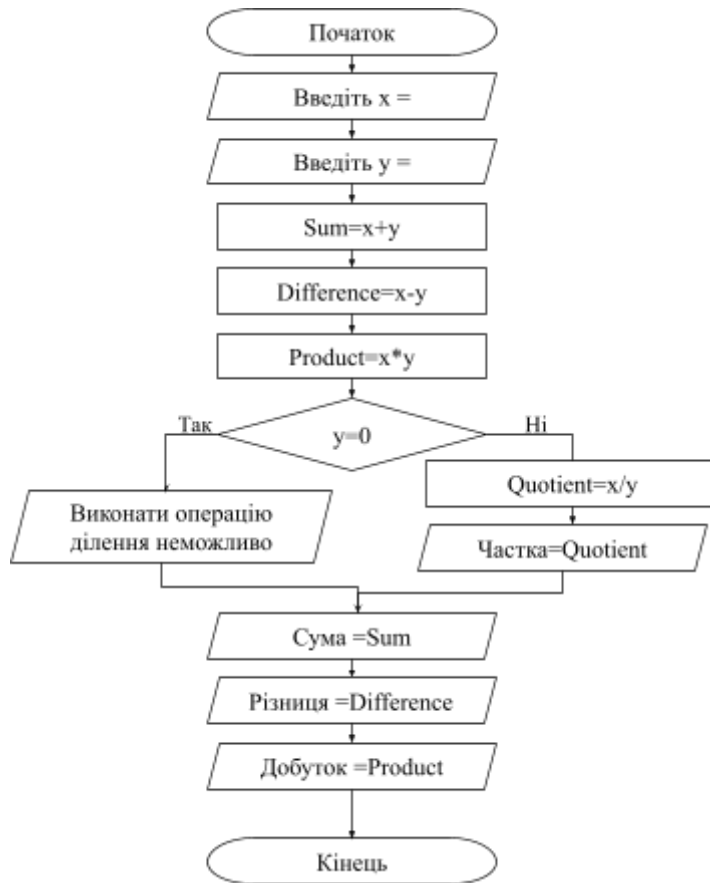 Початок
Введіть x =
Введіть y =
Sum=x+y
Difference=x-y
Product=x*y
Так
y=0
Ні
Виконати операцію
ділення неможливо
Quotient=x/y
Частка=Quotient
Сума =Sum
Різниця =Difference
Добуток =Product
Кінець